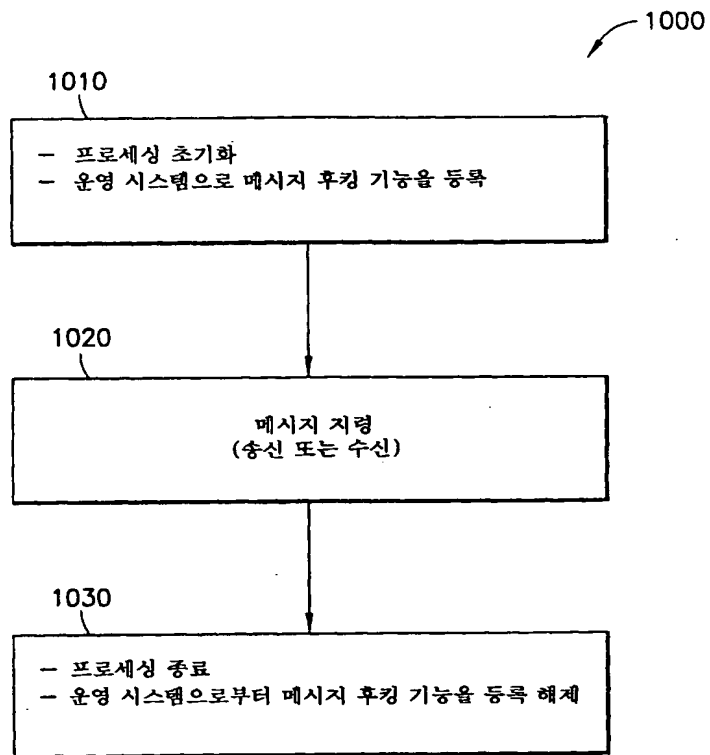 1000
1010
— 프로세싱 초기화
— 운영 시스템으로 메시지 후킹 기능을 등록
1020
메시지 지령
(송신 또는 수신)
1030
— 프로세싱 종료
— 운영 시스템으로부터 메시지 후킹 기능을 등록 해제